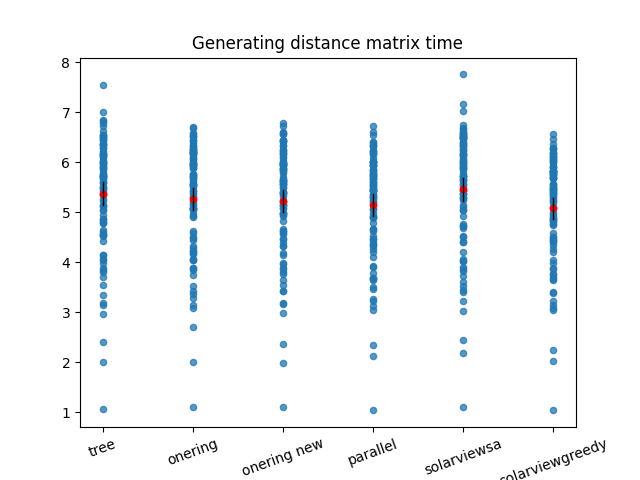 Generating distance matrix time
8
7
6
5
4
3
2
1
tree
onering
onering new
parallel
solarviewsa
solarviewgreedy